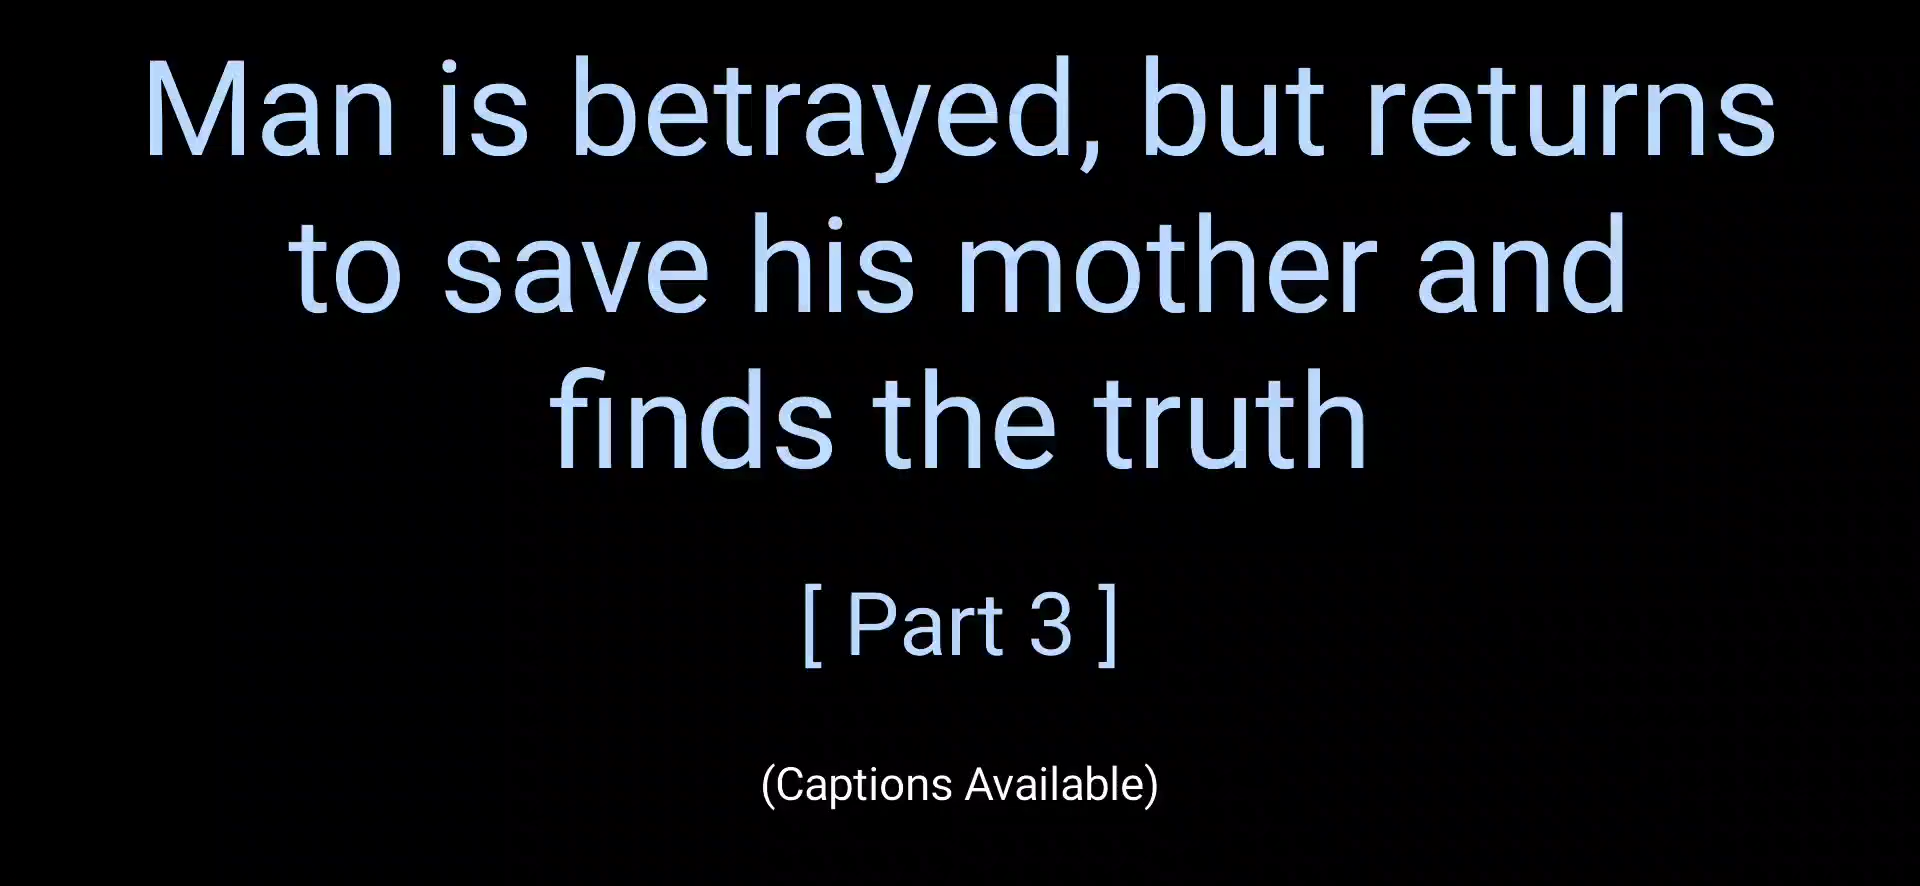 Man is betrayed, but returns
to save his mother and
finds the truth
[ Part 3 ]
(Captions Available)